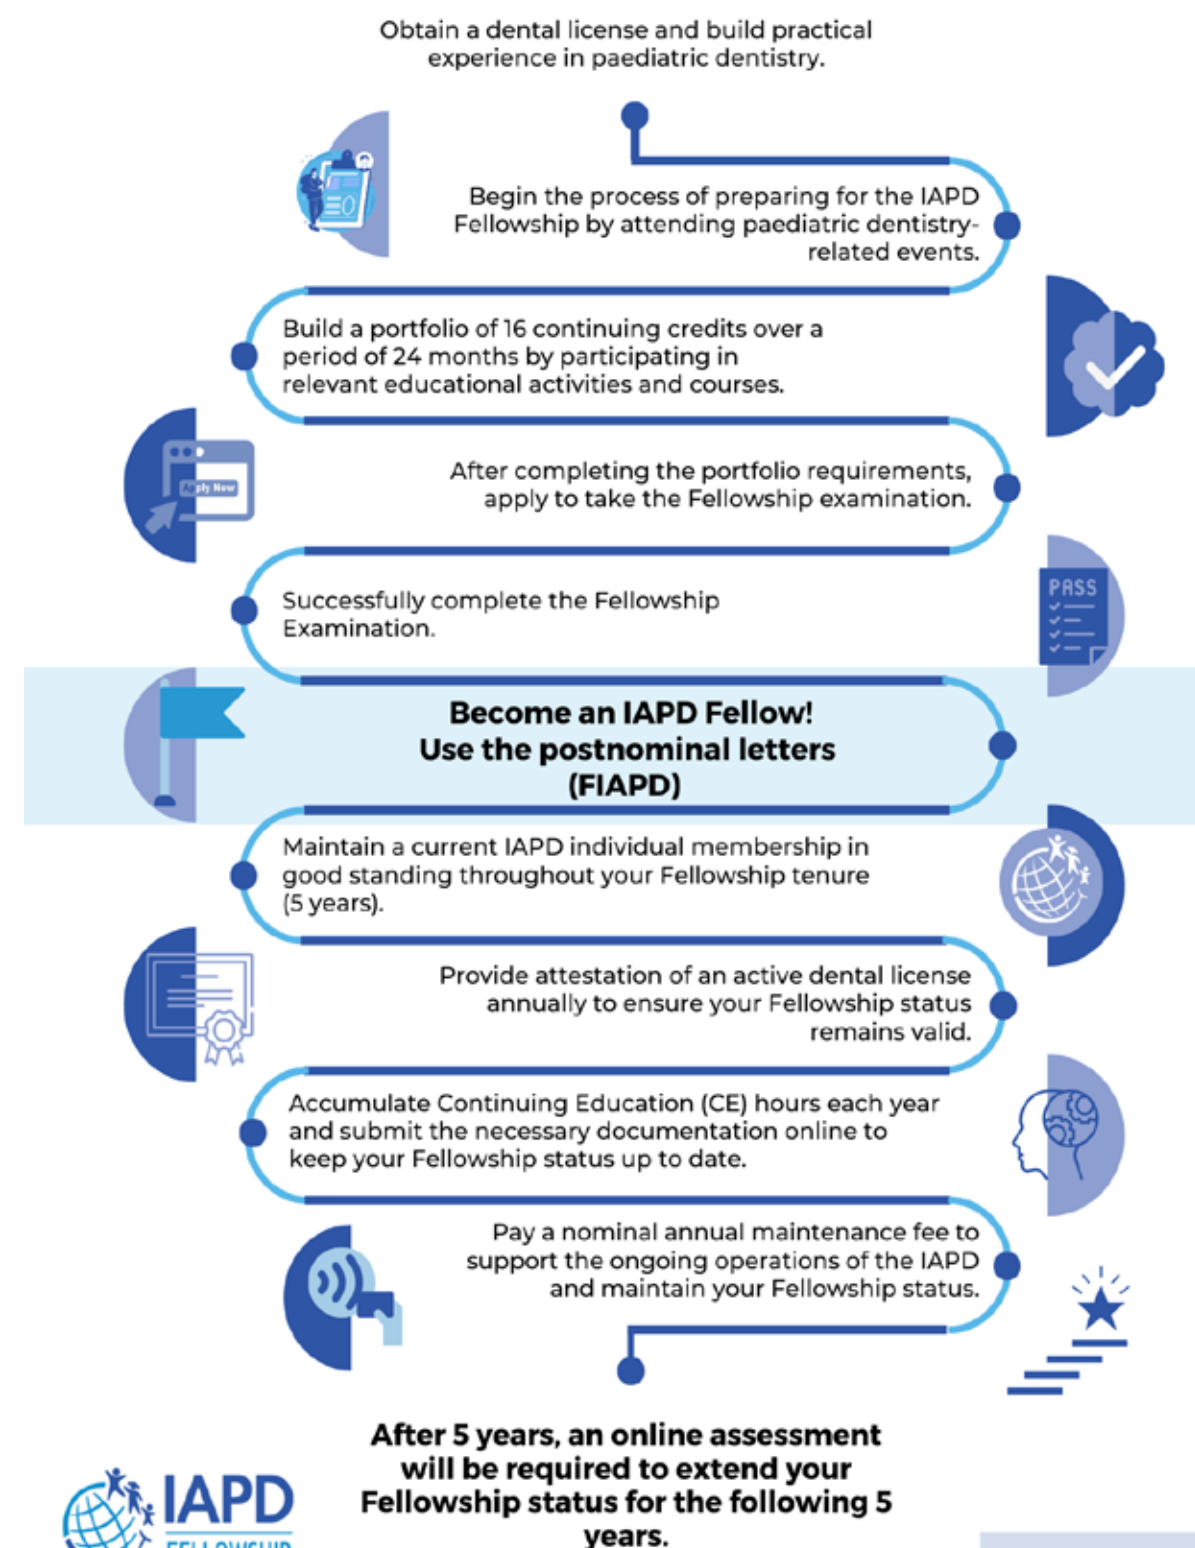 Obtain a dental license and build practical
experience in paediatric dentistry.
Begin the process of preparing for the IAPD
Fellowship by attending paediatric dentistry-
related events.
Build a portfolio of 16 continuing credits over a
period of 24 months by participating in
relevant educational activities and courses.
Apply Now
After completing the portfolio requirements,
apply to take the Fellowship examination.
PASS
Successfully complete the Fellowship
Examination.
Become an IAPD Fellow!
Use the postnominal letters
(FIAPD)
Maintain a current IAPD individual membership in
good standing throughout your Fellowship tenure
(5 years).
Provide attestation of an active dental license
annually to ensure your Fellowship status
remains valid.
Accumulate Continuing Education (CE) hours each year
and submit the necessary documentation online to
keep your Fellowship status up to date.
Pay a nominal annual maintenance fee to
support the ongoing operations of the IAPD
and maintain your Fellowship status.
After 5 years, an online assessment
will be required to extend your
Fellowship status for the following 5
years.
IAPD
FELLOWSHIP